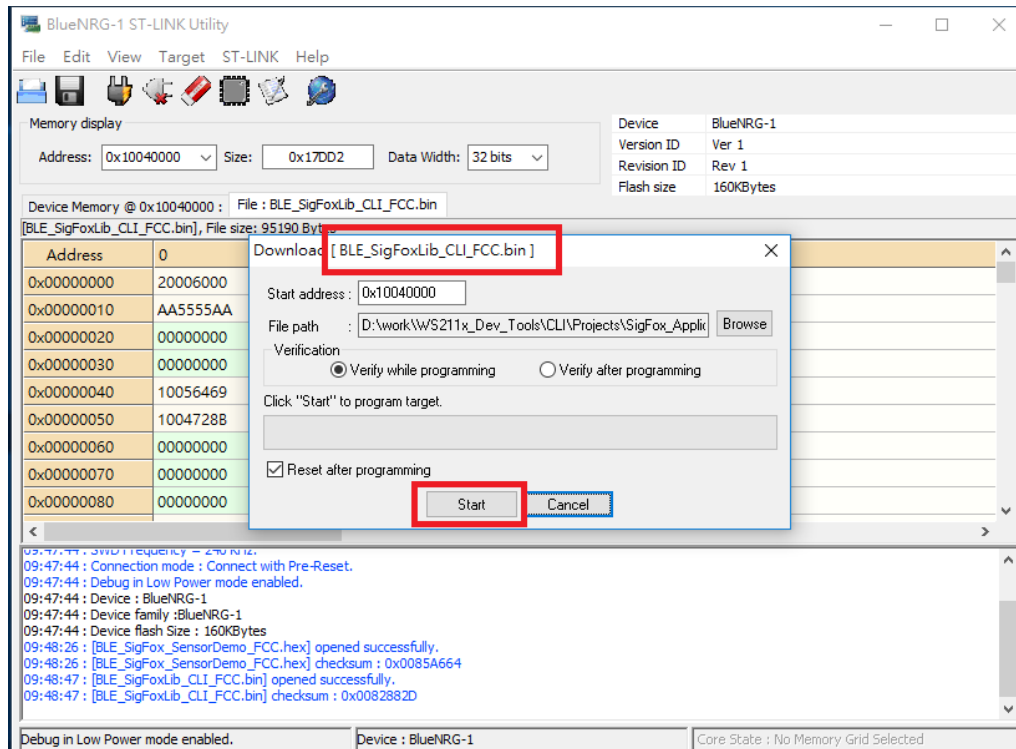 BlueNRG-1 ST-LINK Utility
File Edit View Target ST-LINK Help
Memory display
Address: 0x10040000 Size: 0x17DD2 Data Width: 32 bits
Device BlueNRG-1
Version ID Ver 1
Revision ID Rev 1
Flash size 160KBytes
Device Memory @ 0x10040000 : File : BLE_SigFoxLib_CLI_FCC.bin
[BLE_SigFoxLib_CLI_FCC.bin], File size: 95190 Bytes
Address 0
0x00000000 20006000
0x00000010 AA5555AA
0x00000020 00000000
0x00000030 00000000
0x00000040 10056469
0x00000050 1004728B
0x00000060 00000000
0x00000070 00000000
0x00000080 00000000
Download [ BLE_SigFoxLib_CLI_FCC.bin ]
Start address : 0x10040000
File path : D:\work\WS211x_Dev_Tools\CLI\Projects\SigFox_Applic Browse
Verification
Verify while programming Verify after programming
Click "Start" to program target.
Reset after programming
Start Cancel
09:47:44 : SWD Frequency = 240 KHz.
09:47:44 : Connection mode : Connect with Pre-Reset.
09:47:44 : Debug in Low Power mode enabled.
09:47:44 : Device : BlueNRG-1
09:47:44 : Device family :BlueNRG-1
09:47:44 : Device flash Size : 160KBytes
09:48:26 : [BLE_SigFox_SensorDemo_FCC.hex] opened successfully.
09:48:26 : [BLE_SigFox_SensorDemo_FCC.hex] checksum : 0x0085A664
09:48:47 : [BLE_SigFoxLib_CLI_FCC.bin] opened successfully.
09:48:47 : [BLE_SigFoxLib_CLI_FCC.bin] checksum : 0x0082882D
Debug in Low Power mode enabled. Device : BlueNRG-1 Core State : No Memory Grid Selected